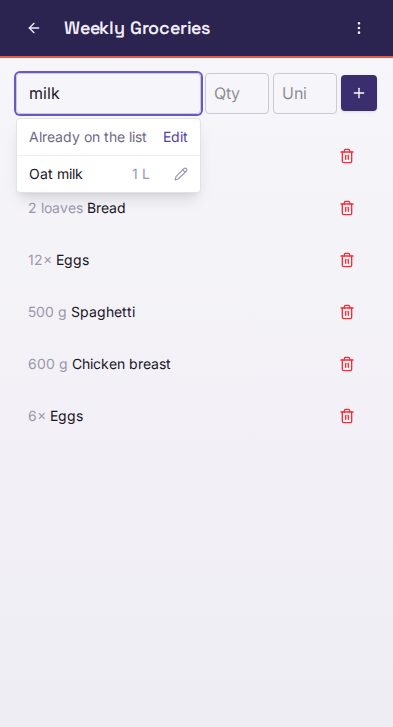 Weekly Groceries
milk Qty Uni
Already on the list Edit
Oat milk 1 L
2 loaves Bread
12× Eggs
500 g Spaghetti
600 g Chicken breast
6× Eggs